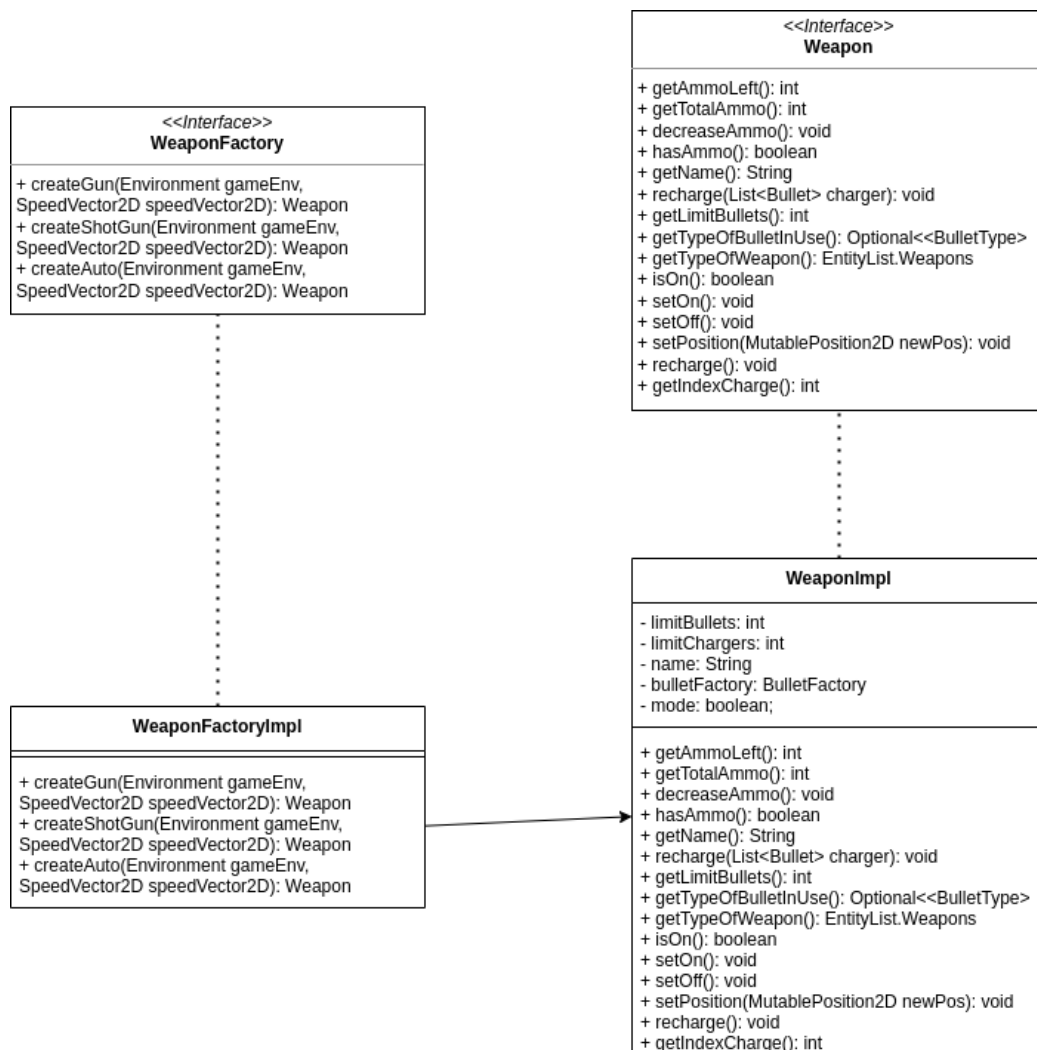 <<Interface>>
Weapon
+ getAmmoLeft(): int
+ getTotalAmmo(): int
+ decreaseAmmo(): void
+ hasAmmo(): boolean
+ getName(): String
+ recharge(List<Bullet> charger): void
+ getLimitBullets(): int
+ getTypeOfBulletInUse(): Optional<<BulletType>
+ getTypeOfWeapon(): EntityList.Weapons
+ isOn(): boolean
+ setOn(): void
+ setOff(): void
+ setPosition(MutablePosition2D newPos): void
+ recharge(): void
+ getIndexCharge(): int
<<Interface>>
WeaponFactory
+ createGun(Environment gameEnv,
SpeedVector2D speedVector2D): Weapon
+ createShotGun(Environment gameEnv,
SpeedVector2D speedVector2D): Weapon
+ createAuto(Environment gameEnv,
SpeedVector2D speedVector2D): Weapon
WeaponFactoryImpl
+ createGun(Environment gameEnv,
SpeedVector2D speedVector2D): Weapon
+ createShotGun(Environment gameEnv,
SpeedVector2D speedVector2D): Weapon
+ createAuto(Environment gameEnv,
SpeedVector2D speedVector2D): Weapon
WeaponImpl
- limitBullets: int
- limitChargers: int
- name: String
- bulletFactory: BulletFactory
- mode: boolean;
+ getAmmoLeft(): int
+ getTotalAmmo(): int
+ decreaseAmmo(): void
+ hasAmmo(): boolean
+ getName(): String
+ recharge(List<Bullet> charger): void
+ getLimitBullets(): int
+ getTypeOfBulletInUse(): Optional<<BulletType>
+ getTypeOfWeapon(): EntityList.Weapons
+ isOn(): boolean
+ setOn(): void
+ setOff(): void
+ setPosition(MutablePosition2D newPos): void
+ recharge(): void
+ getIndexCharge(): int